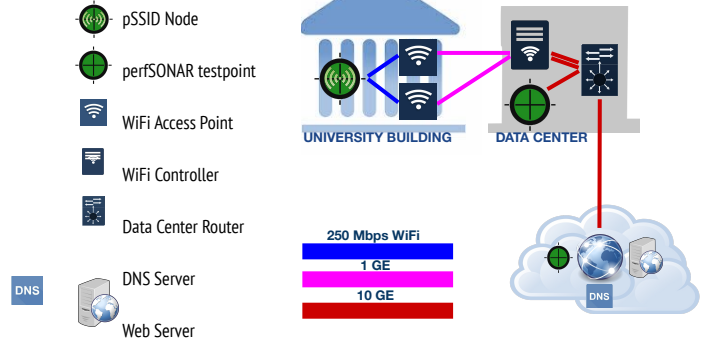 pSSID Node
perfSONAR testpoint
WiFi Access Point
WiFi Controller
Data Center Router
DNS
DNS Server
Web Server
UNIVERSITY BUILDING
DATA CENTER
250 Mbps WiFi
1 GE
10 GE
DNS